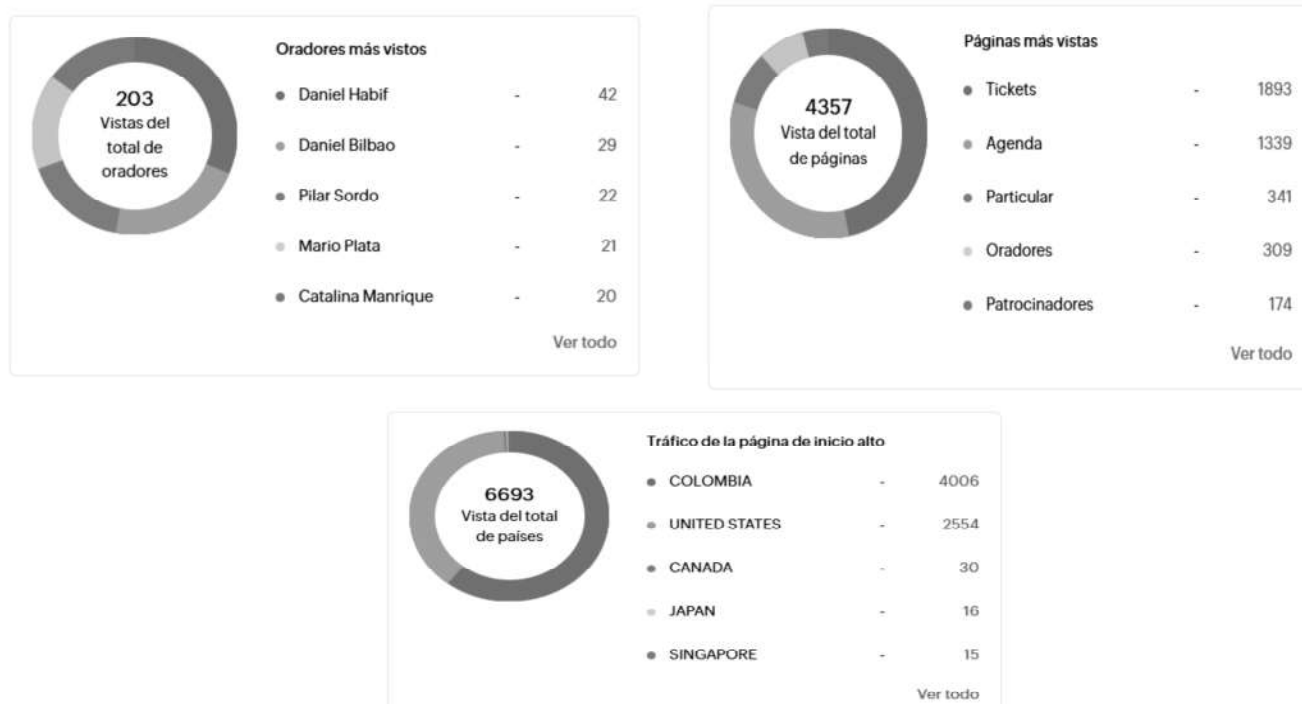 Oradores más vistos
203
Vistas del
total de
oradores
Daniel Habif - 42
Daniel Bilbao - 29
Pilar Sordo - 22
Mario Plata - 21
Catalina Manrique - 20
Ver todo
Páginas más vistas
4357
Vista del total
de páginas
Tickets - 1893
Agenda - 1339
Particular - 341
Oradores - 309
Patrocinadores - 174
Ver todo
Tráfico de la página de inicio alto
6693
Vista del total
de países
COLOMBIA - 4006
UNITED STATES - 2554
CANADA - 30
JAPAN - 16
SINGAPORE - 15
Ver todo